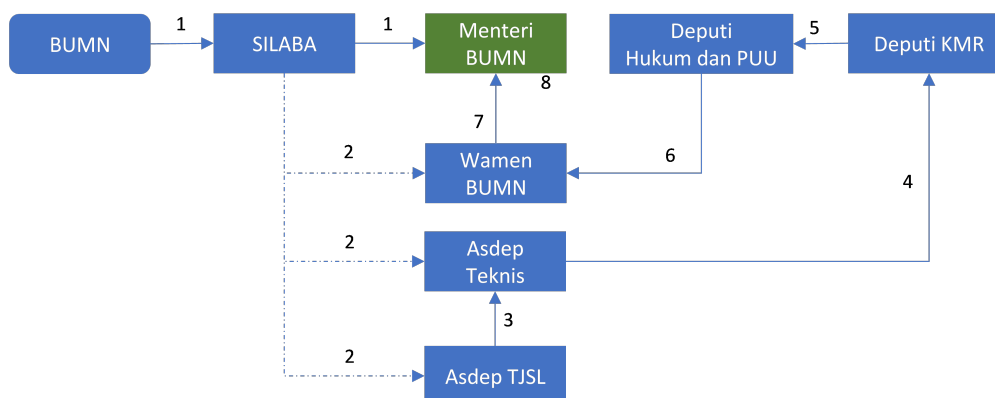 1
1
5
BUMN
SILABA
Menteri
BUMN
8
Deputi
Hukum dan PUU
Deputi KMR
7
2
Wamen
BUMN
6
4
2
Asdep
Teknis
3
2
Asdep TJSL